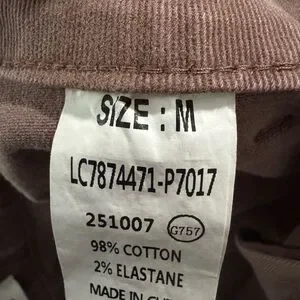 SIZE : M
LC7874471-P7017
251007 G757
98% COTTON
2% ELASTANE
MADE IN